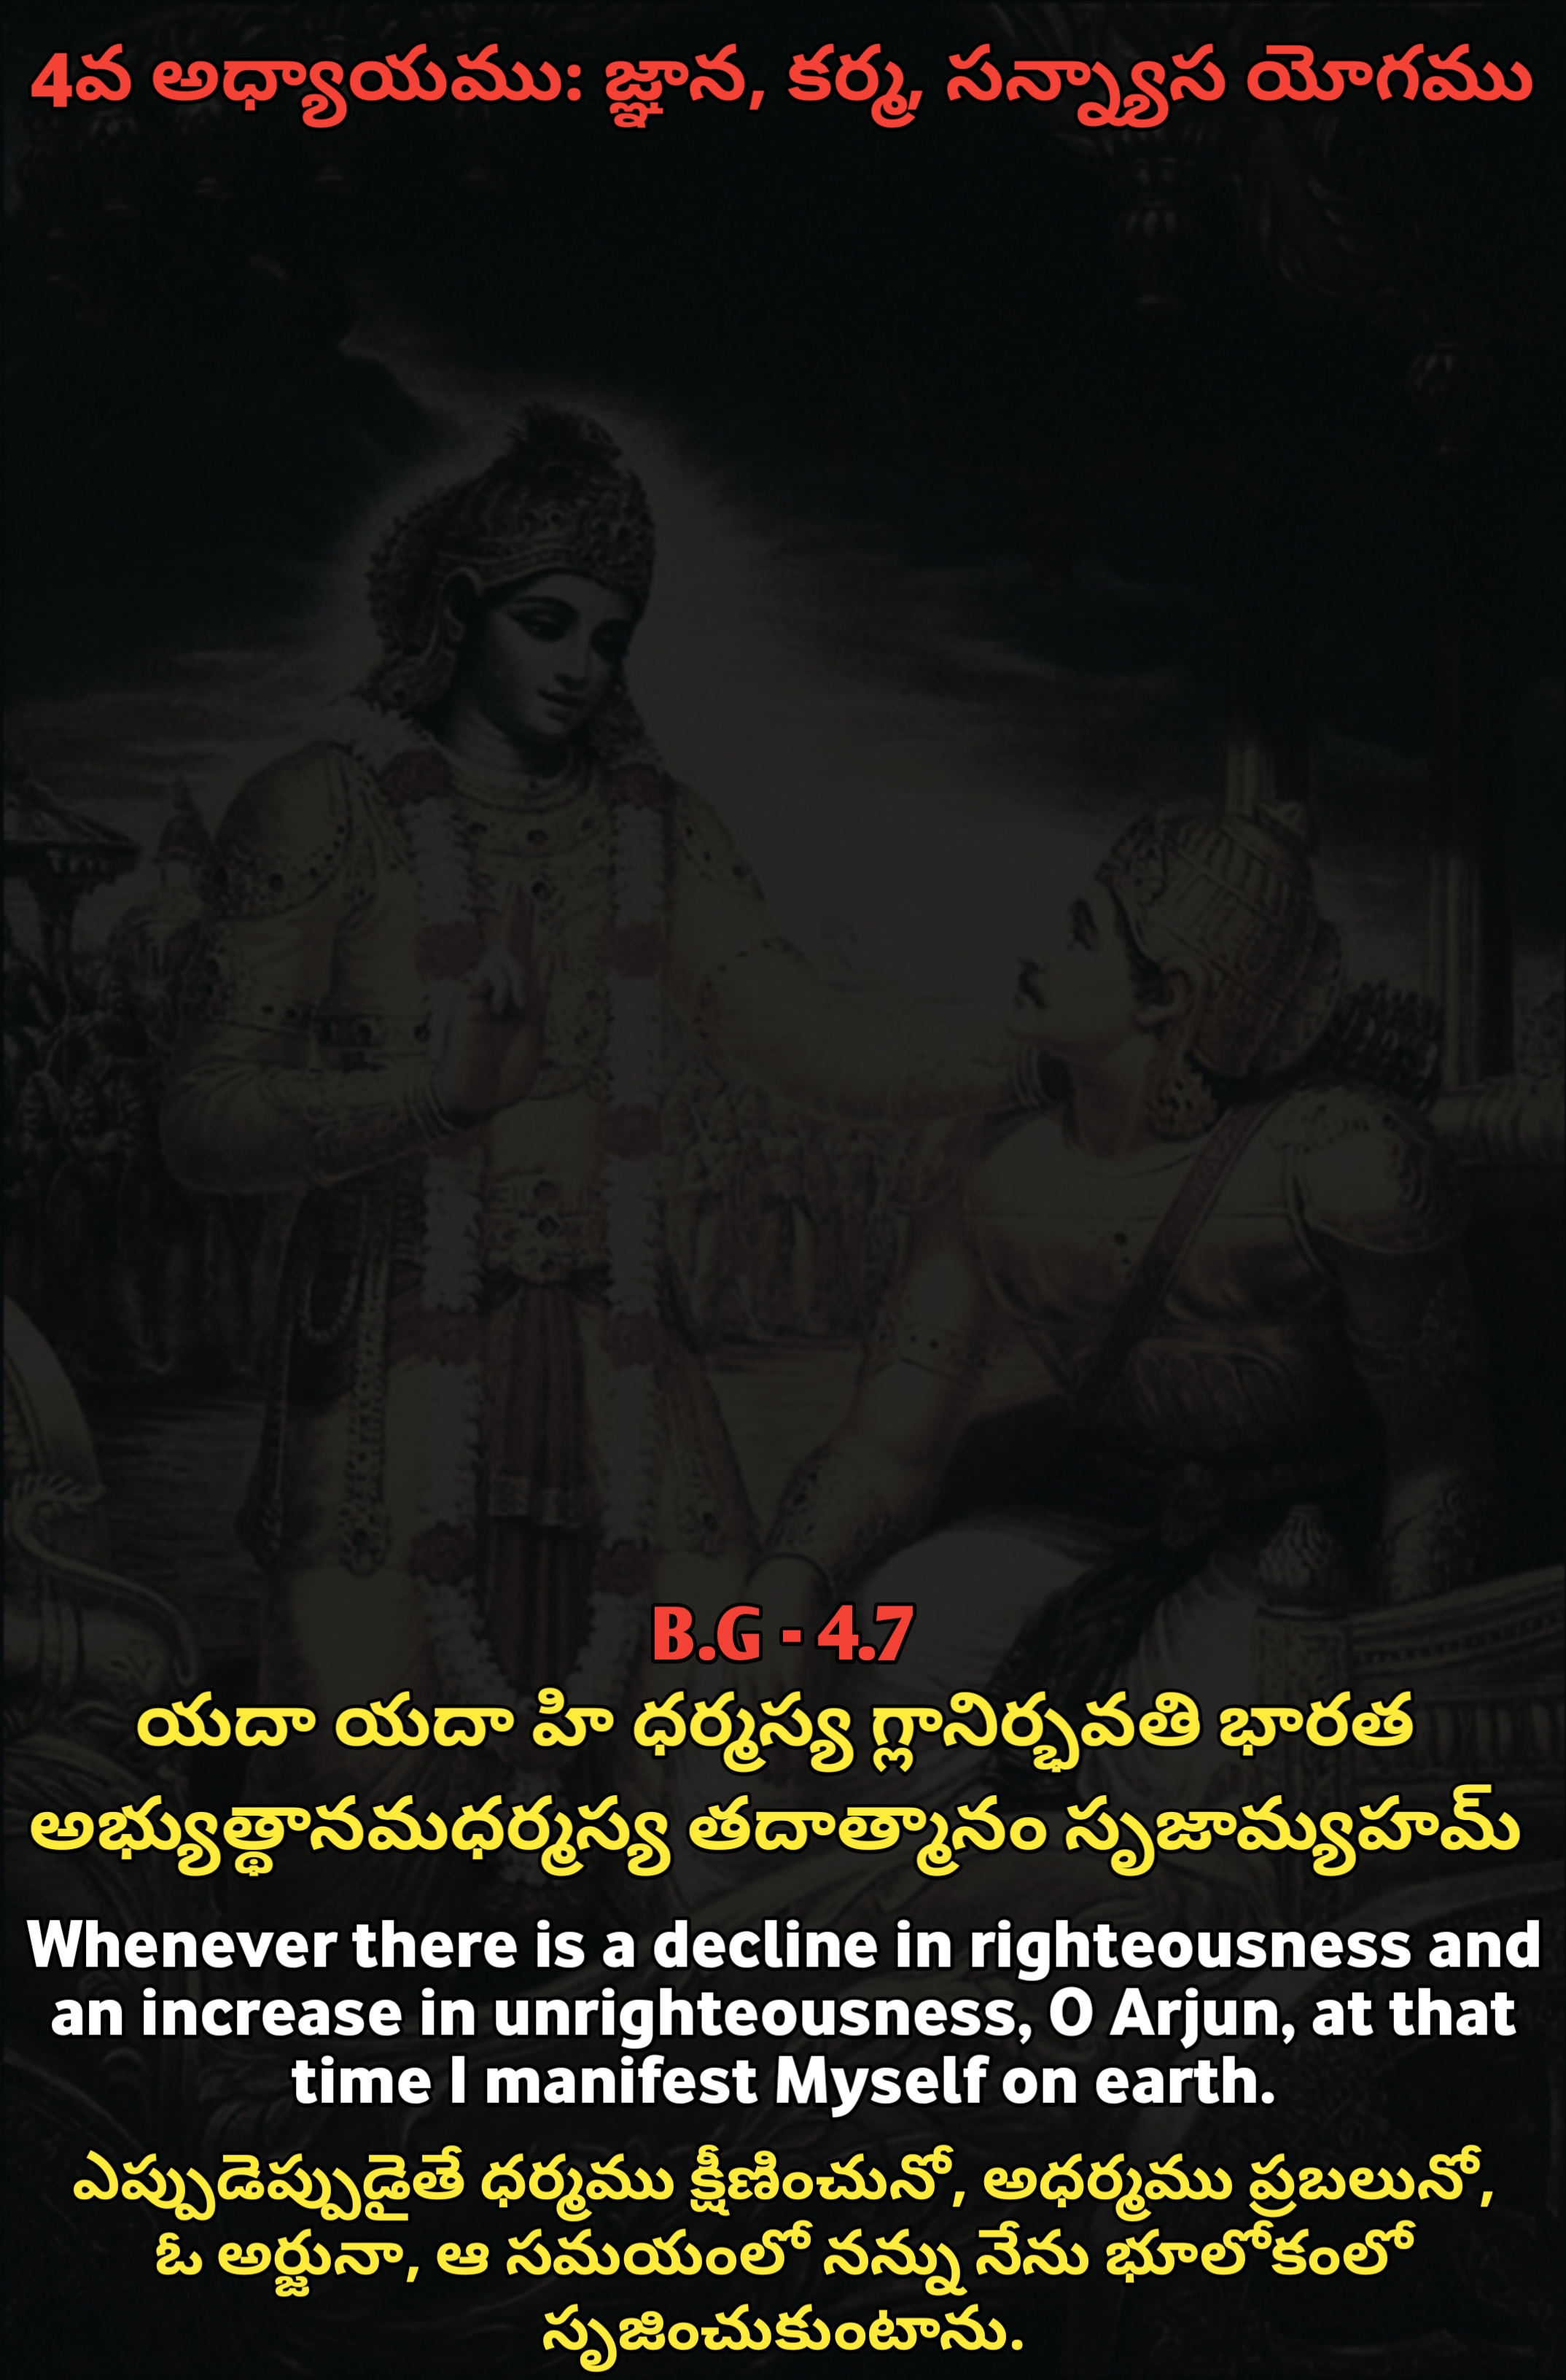 4వ అధ్యాయము: జ్ఞాన, కర్మ, సన్న్యాస యోగము
B.G - 4.7
యదా యదా హి ధర్మస్య గ్లానిర్భవతి భారత
అభ్యుత్థానమధర్మస్య తదాత్మానం సృజామ్యహమ్
Whenever there is a decline in righteousness and
an increase in unrighteousness, O Arjun, at that
time I manifest Myself on earth.
ఎప్పుడెప్పుడైతే ధర్మము క్షీణించునో, అధర్మము ప్రబలునో,
ఓ అర్జునా, ఆ సమయంలో నన్ను నేను భూలోకంలో
సృజించుకుంటాను.